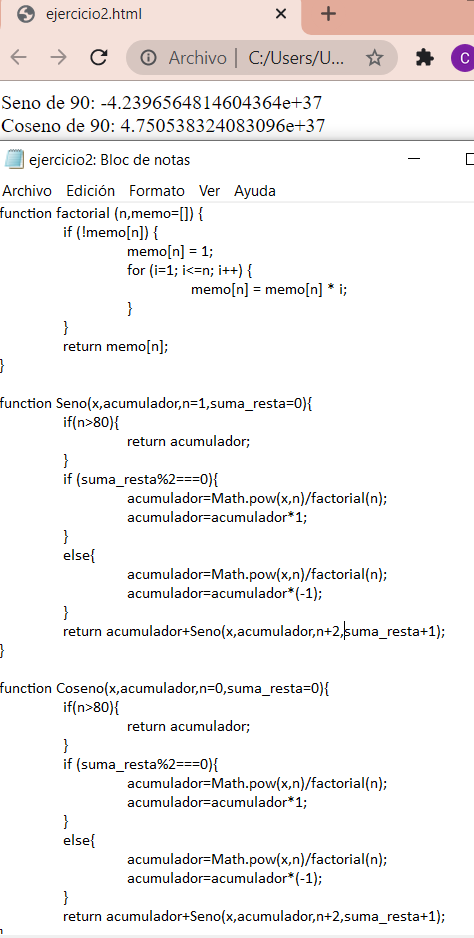 ejercicio2.html
Archivo | C:/Users/U...
C
Seno de 90: -4.2396564814604364e+37
Coseno de 90: 4.750538324083096e+37
ejercicio2: Bloc de notas
Archivo Edición Formato Ver Ayuda
function factorial (n,memo=[]) {
if (!memo[n]) {
memo[n] = 1;
for (i=1; i<=n; i++) {
memo[n] = memo[n] * i;
}
}
return memo[n];
}
function Seno(x,acumulador,n=1,suma_resta=0){
if(n>80){
return acumulador;
}
if (suma_resta%2===0){
acumulador=Math.pow(x,n)/factorial(n);
acumulador=acumulador*1;
}
else{
acumulador=Math.pow(x,n)/factorial(n);
acumulador=acumulador*(-1);
}
return acumulador+Seno(x,acumulador,n+2,suma_resta+1);
}
function Coseno(x,acumulador,n=0,suma_resta=0){
if(n>80){
return acumulador;
}
if (suma_resta%2===0){
acumulador=Math.pow(x,n)/factorial(n);
acumulador=acumulador*1;
}
else{
acumulador=Math.pow(x,n)/factorial(n);
acumulador=acumulador*(-1);
}
return acumulador+Seno(x,acumulador,n+2,suma_resta+1);